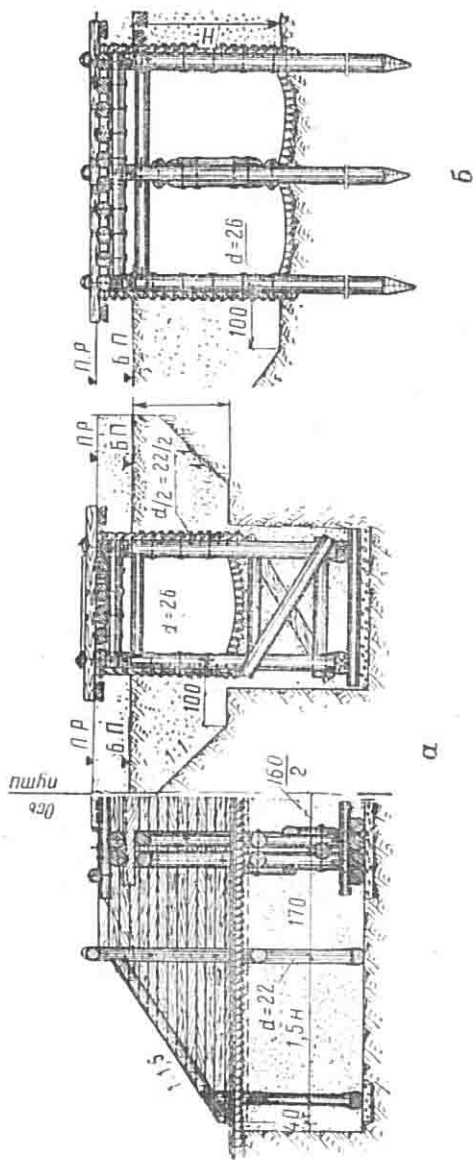 Ось
пути
П.Р
Б.П.
1:1,5
d=22
1,5н
40
170
160
2
1:1
100
d=26
П.Р
Б П
d/2=22/2
а
П.Р
Б П
100
d=26
Н
б